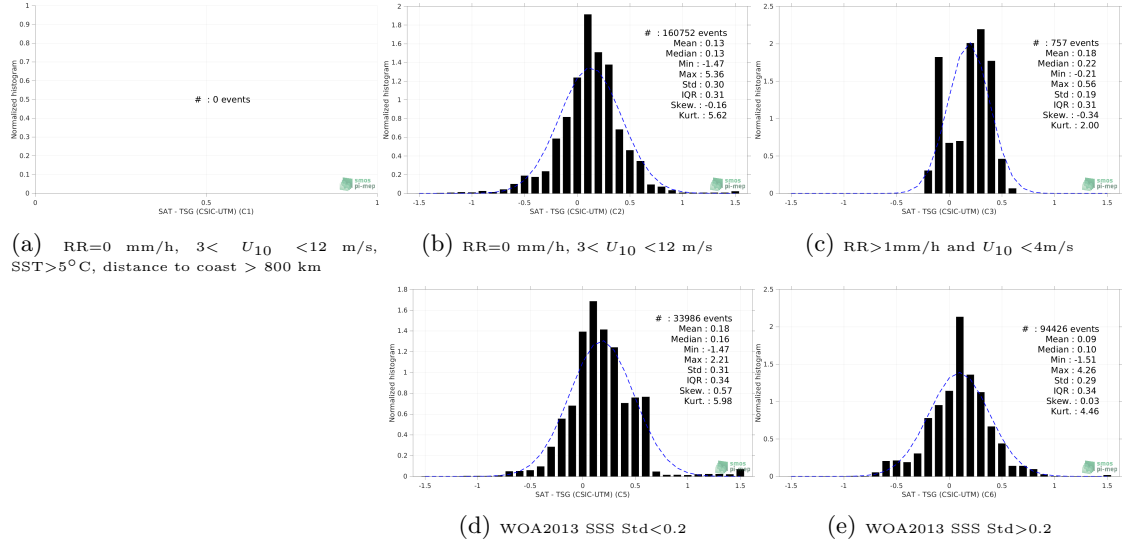 1
0.9
0.8
0.7
0.6
0.5
0.4
0.3
0.2
0.1
0
Normalized histogram
# : 0 events
smos
pi-mep
0 0.5 1
SAT - TSG (CSIC-UTM) (C1)
(a) RR=0 mm/h, 3< U10 <12 m/s,
SST>5°C, distance to coast > 800 km
2
1.8
1.6
1.4
1.2
1
0.8
0.6
0.4
0.2
0
Normalized histogram
# : 160752 events
Mean : 0.13
Median : 0.13
Min : -1.47
Max : 5.36
Std : 0.30
IQR : 0.31
Skew. : -0.16
Kurt. : 5.62
smos
pi-mep
-1.5 -1 -0.5 0 0.5 1 1.5
SAT - TSG (CSIC-UTM) (C2)
(b) RR=0 mm/h, 3< U10 <12 m/s
2.5
2
1.5
1
0.5
0
Normalized histogram
# : 757 events
Mean : 0.18
Median : 0.22
Min : -0.21
Max : 0.56
Std : 0.19
IQR : 0.31
Skew. : -0.34
Kurt. : 2.00
smos
pi-mep
-1.5 -1 -0.5 0 0.5 1 1.5
SAT - TSG (CSIC-UTM) (C3)
(c) RR>1mm/h and U10 <4m/s
1.8
1.6
1.4
1.2
1
0.8
0.6
0.4
0.2
0
Normalized histogram
# : 33986 events
Mean : 0.18
Median : 0.16
Min : -1.47
Max : 2.21
Std : 0.31
IQR : 0.34
Skew. : 0.57
Kurt. : 5.98
smos
pi-mep
-1.5 -1 -0.5 0 0.5 1 1.5
SAT - TSG (CSIC-UTM) (C5)
(d) WOA2013 SSS Std<0.2
2.5
2
1.5
1
0.5
0
Normalized histogram
# : 94426 events
Mean : 0.09
Median : 0.10
Min : -1.51
Max : 4.26
Std : 0.29
IQR : 0.34
Skew. : 0.03
Kurt. : 4.46
smos
pi-mep
-1.5 -1 -0.5 0 0.5 1 1.5
SAT - TSG (CSIC-UTM) (C6)
(e) WOA2013 SSS Std>0.2